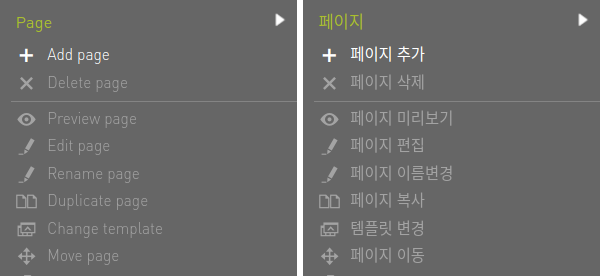 Page
Add page
Delete page
Preview page
Edit page
Rename page
Duplicate page
Change template
Move page
페이지
페이지 추가
페이지 삭제
페이지 미리보기
페이지 편집
페이지 이름변경
페이지 복사
템플릿 변경
페이지 이동